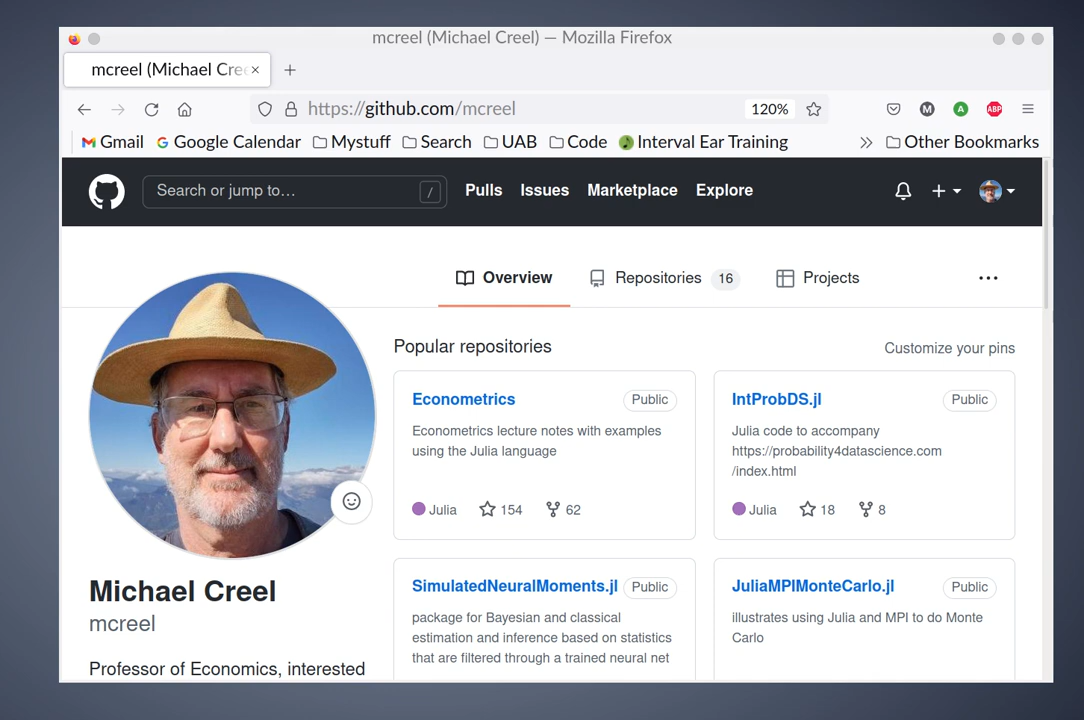 mcreel (Michael Creel) — Mozilla Firefox
mcreel (Michael Cree
https://github.com/mcreel
120%
M
A
ABP
Gmail
Google Calendar
Mystuff
Search
UAB
Code
Interval Ear Training
Other Bookmarks
Search or jump to…
/
Pulls
Issues
Marketplace
Explore
Overview
Repositories 16
Projects
Popular repositories
Customize your pins
Econometrics
Public
Econometrics lecture notes with examples
using the Julia language
Julia 154 62
IntProbDS.jl
Public
Julia code to accompany
https://probability4datascience.com
/index.html
Julia 18 8
SimulatedNeuralMoments.jl
Public
package for Bayesian and classical
estimation and inference based on statistics
that are filtered through a trained neural net
JuliaMPIMonteCarlo.jl
Public
illustrates using Julia and MPI to do Monte
Carlo
Michael Creel
mcreel
Professor of Economics, interested